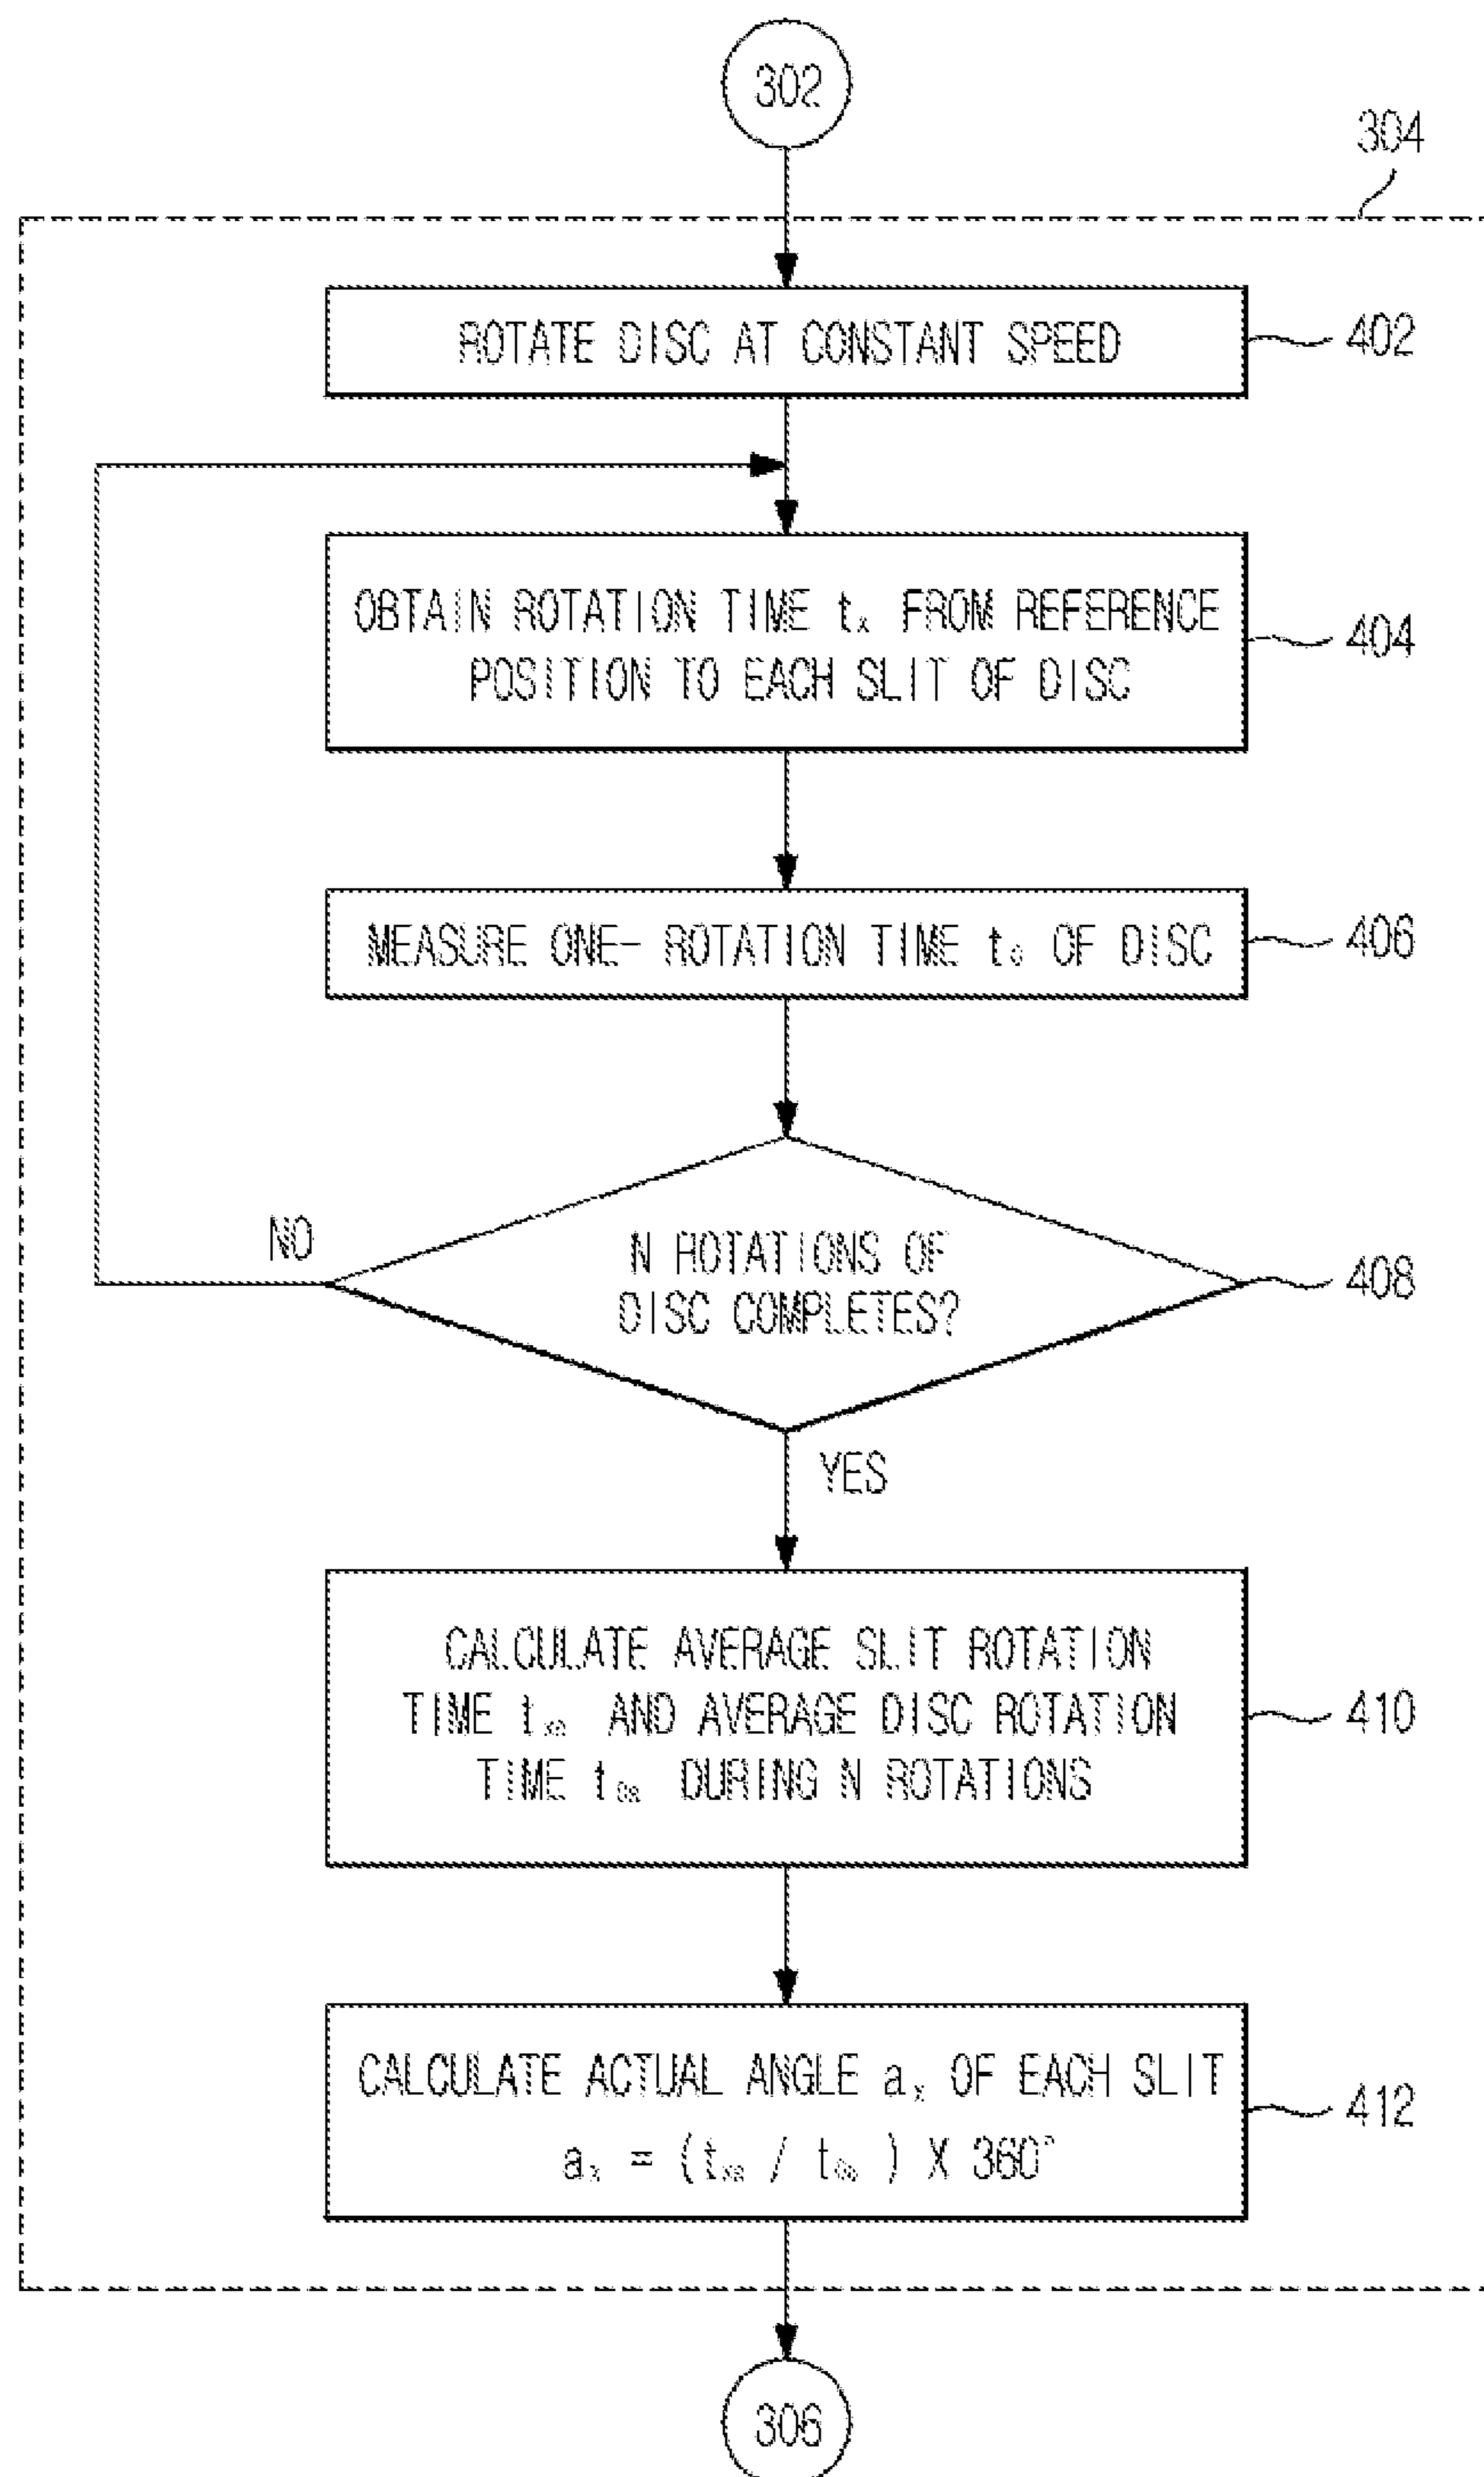 302
304
ROTATE DISC AT CONSTANT SPEED
402
OBTAIN ROTATION TIME tₓ FROM REFERENCE
POSITION TO EACH SLIT OF DISC
404
MEASURE ONE- ROTATION TIME t₀ OF DISC
406
NO
N ROTATIONS OF
DISC COMPLETES?
408
YES
CALCULATE AVERAGE SLIT ROTATION
TIME tₓₐ AND AVERAGE DISC ROTATION
TIME t₀ₐ DURING N ROTATIONS
410
CALCULATE ACTUAL ANGLE aₓ OF EACH SLIT
aₓ = (tₓₐ / t₀ₐ ) X 360°
412
306